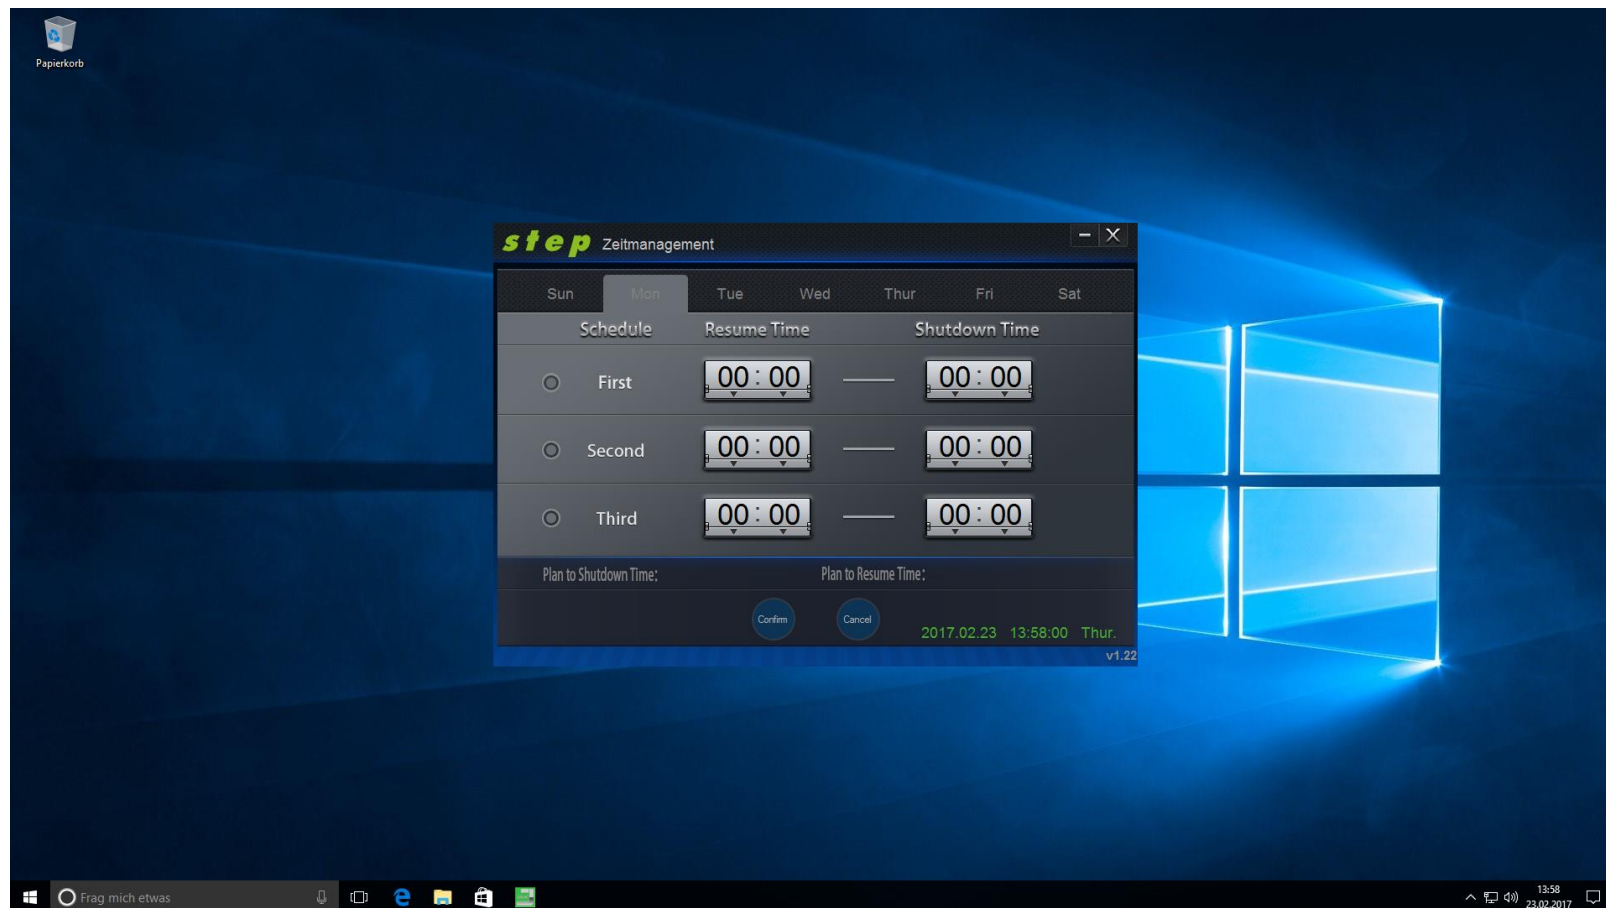 Papierkorb
step Zeitmanagement
Sun Mon Tue Wed Thur Fri Sat
Schedule Resume Time Shutdown Time
First 00 : 00 00 : 00
Second 00 : 00 00 : 00
Third 00 : 00 00 : 00
Plan to Shutdown Time: Plan to Resume Time:
Confirm Cancel
2017.02.23 13:58:00 Thur.
v1.22
Frag mich etwas
13:58
23.02.2017